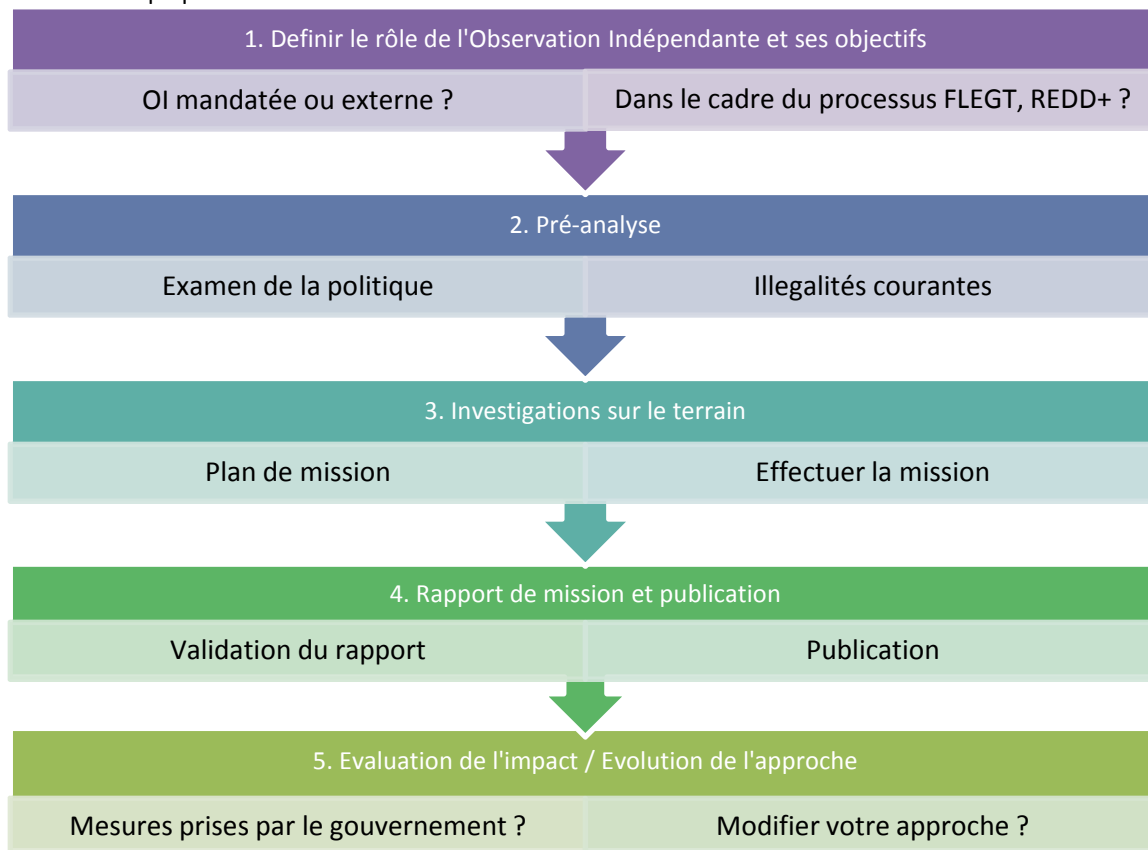 1. Definir le rôle de l'Observation Indépendante et ses objectifs
OI mandatée ou externe ?
Dans le cadre du processus FLEGT, REDD+ ?
2. Pré-analyse
Examen de la politique
Illegalités courantes
3. Investigations sur le terrain
Plan de mission
Effectuer la mission
4. Rapport de mission et publication
Validation du rapport
Publication
5. Evaluation de l'impact / Evolution de l'approche
Mesures prises par le gouvernement ?
Modifier votre approche ?